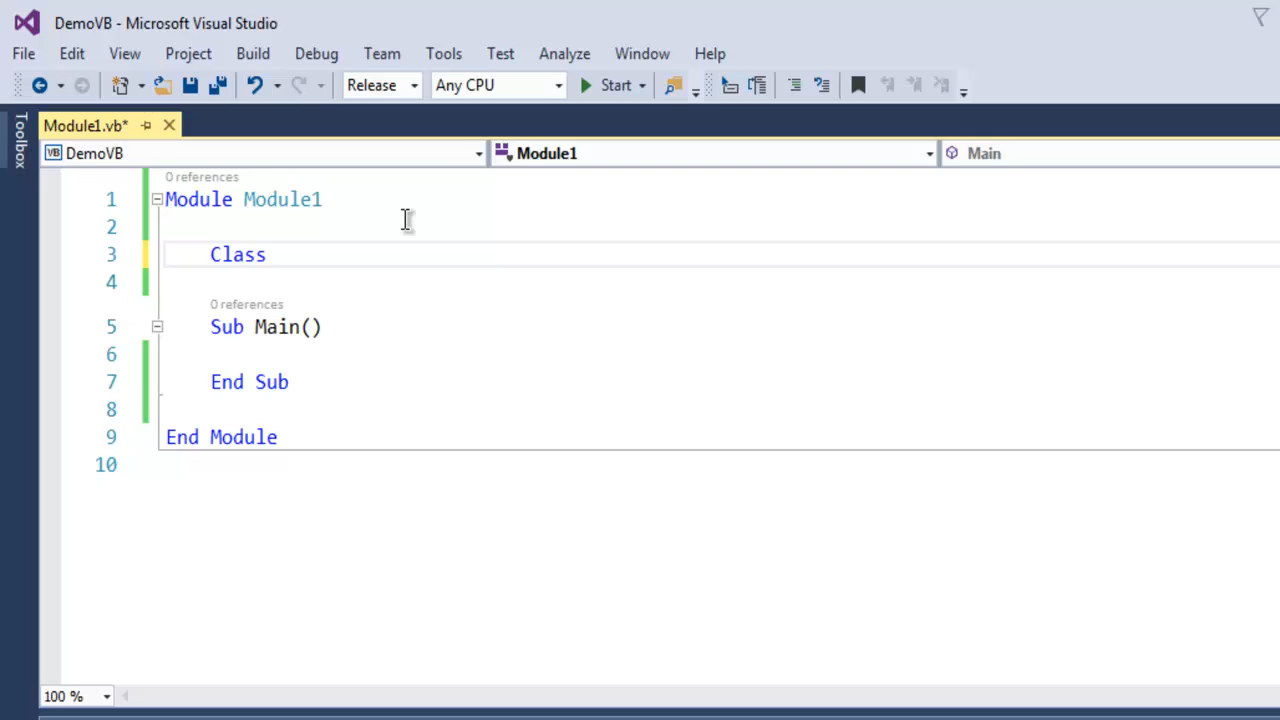 DemoVB - Microsoft Visual Studio
File Edit View Project Build Debug Team Tools Test Analyze Window Help
Release Any CPU Start
Toolbox
Module1.vb*
VB DemoVB Module1 Main
0 references
1 Module Module1
2
3 Class
4
0 references
5 Sub Main()
6
7 End Sub
8
9 End Module
10
100 %